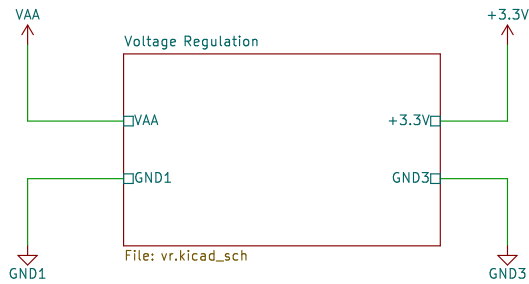 VAA
+3.3V
Voltage Regulation
VAA
+3.3V
GND1
GND3
File: vr.kicad_sch
GND1
GND3